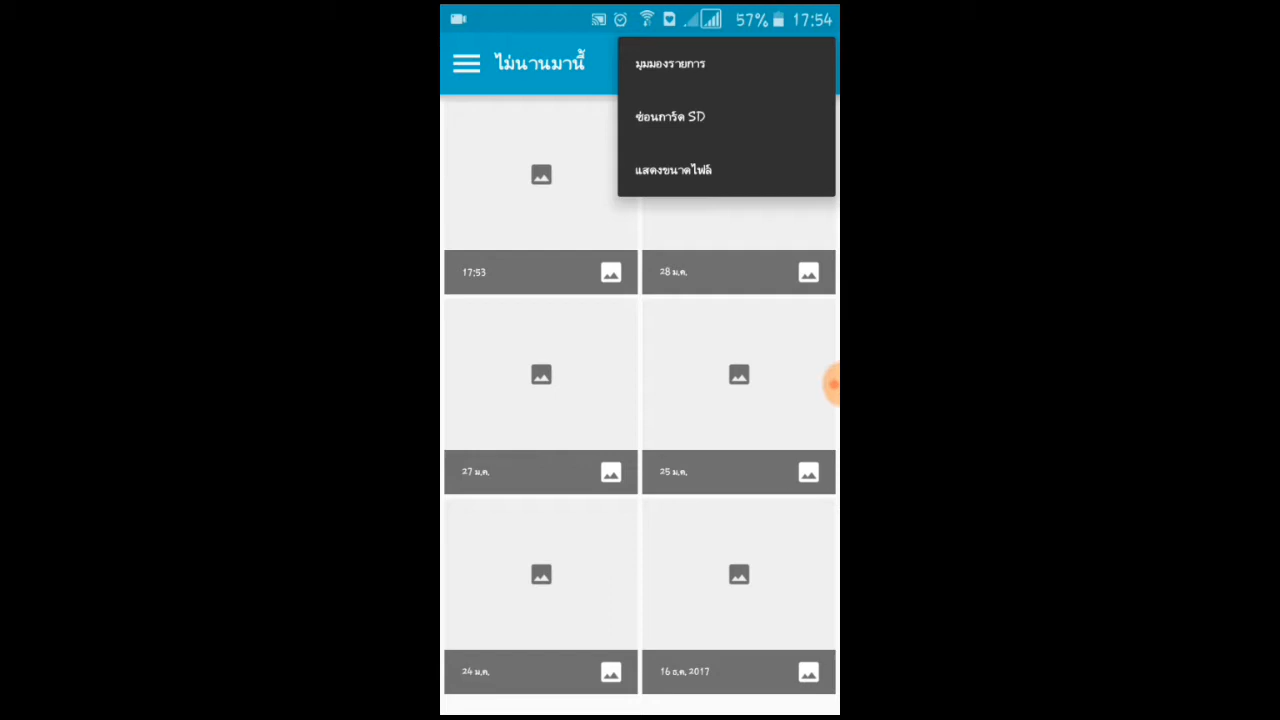 57% 17:54
ไม่นานมานี้
มุมมองรายการ
ซ่อนการ์ด SD
แสดงขนาดไฟล์
17:53
28 ม.ค.
27 ม.ค.
25 ม.ค.
24 ม.ค.
16 ธ.ค. 2017